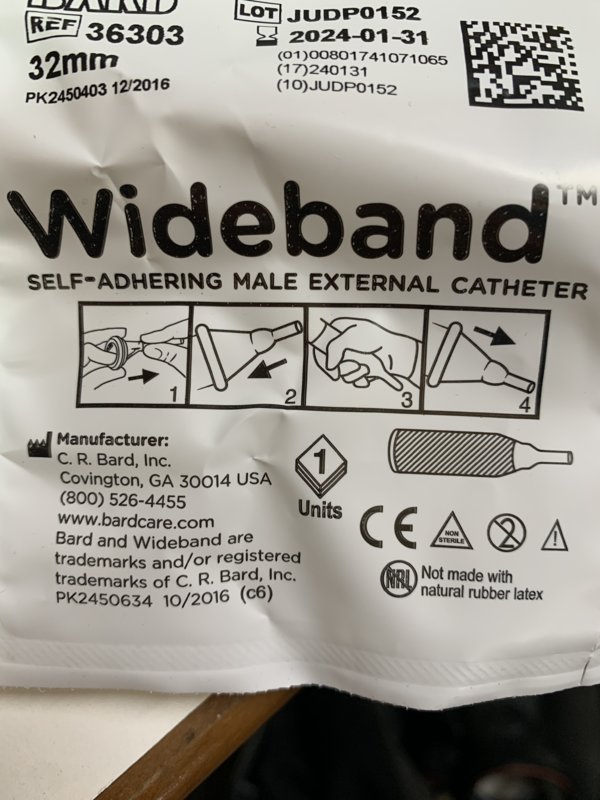 BARD
REF 36303
32mm
PK2450403 12/2016
LOT JUDP0152
2024-01-31
(01)00801741071065
(17)240131
(10)JUDP0152
Wideband™
SELF-ADHERING MALE EXTERNAL CATHETER
1
2
3
4
Manufacturer:
C. R. Bard, Inc.
Covington, GA 30014 USA
(800) 526-4455
www.bardcare.com
Bard and Wideband are
trademarks and/or registered
trademarks of C. R. Bard, Inc.
PK2450634 10/2016 (c6)
1
Units
CE
NON
STERILE
2
!
NRL
Not made with
natural rubber latex